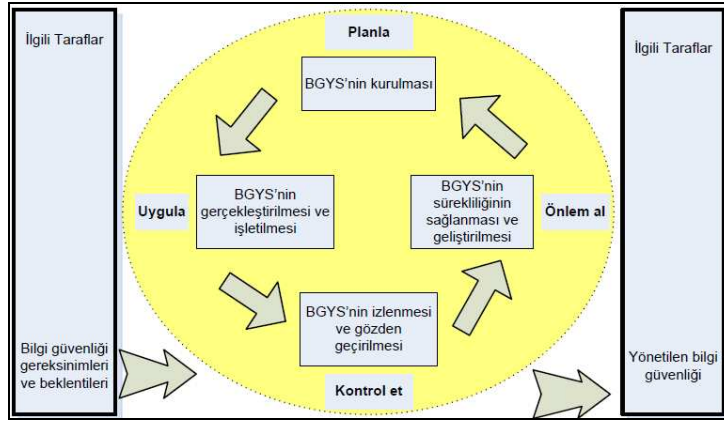 İlgili Taraflar
Bilgi güvenliği
gereksinimleri
ve beklentileri
Planla
BGYS’nin kurulması
Uygula
BGYS’nin
gerçekleştirilmesi ve
işletilmesi
BGYS’nin
sürekliliğinin
sağlanması ve
geliştirilmesi
Önlem al
BGYS’nin izlenmesi
ve gözden
geçirilmesi
Kontrol et
İlgili Taraflar
Yönetilen bilgi
güvenliği